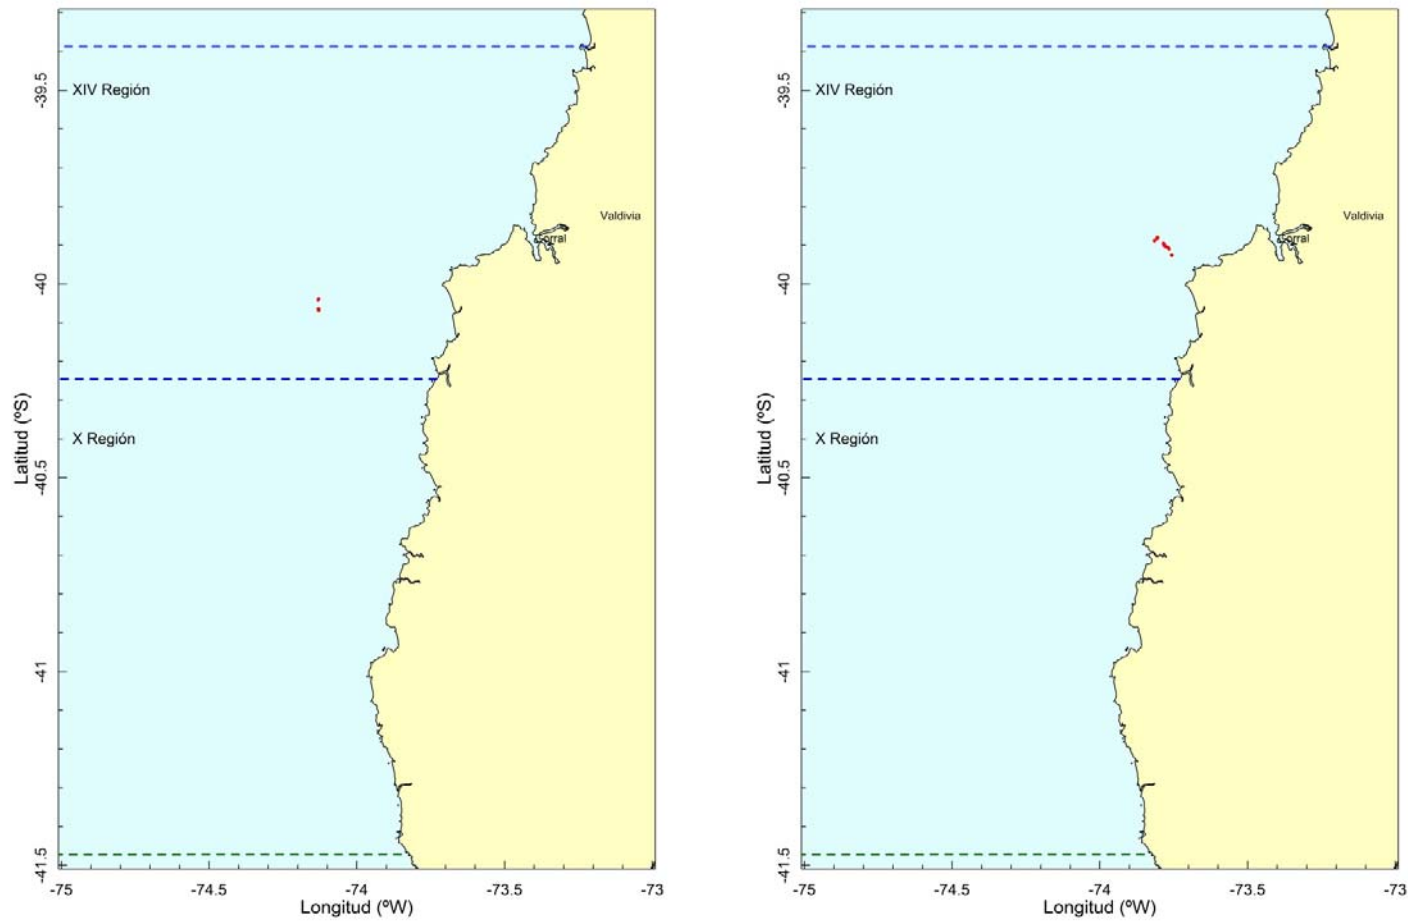 -39.5
XIV Región
Valdivia
Corral
-40
Latitud (ºS)
X Región
-40.5
-41
-41.5
-75
-74.5
-74
-73.5
-73
Longitud (ºW)
-39.5
XIV Región
Valdivia
Corral
-40
Latitud (ºS)
X Región
-40.5
-41
-41.5
-75
-74.5
-74
-73.5
-73
Longitud (ºW)